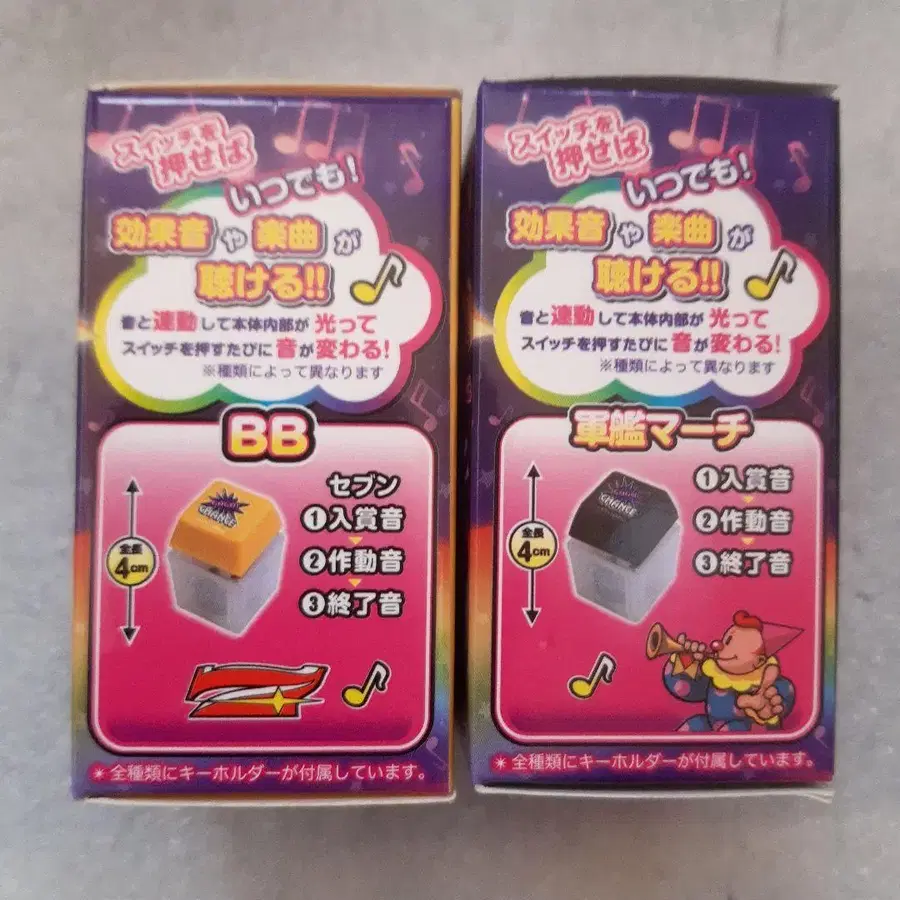 スイッチを
押せば
いつでも!
効果音や楽曲が
聴ける!!
音と連動して本体内部が光って
スイッチを押すたびに音が変わる!
※種類によって異なります
BB
全長
4cm
CHANCE
セブン
❶入賞音
❷作動音
❸終了音
7
*全種類にキーホルダーが付属しています。
スイッチを
押せば
いつでも!
効果音や楽曲が
聴ける!!
音と連動して本体内部が光って
スイッチを押すたびに音が変わる!
※種類によって異なります
軍艦マーチ
全長
4cm
CHANCE
❶入賞音
❷作動音
❸終了音
*全種類にキーホルダーが付属しています。